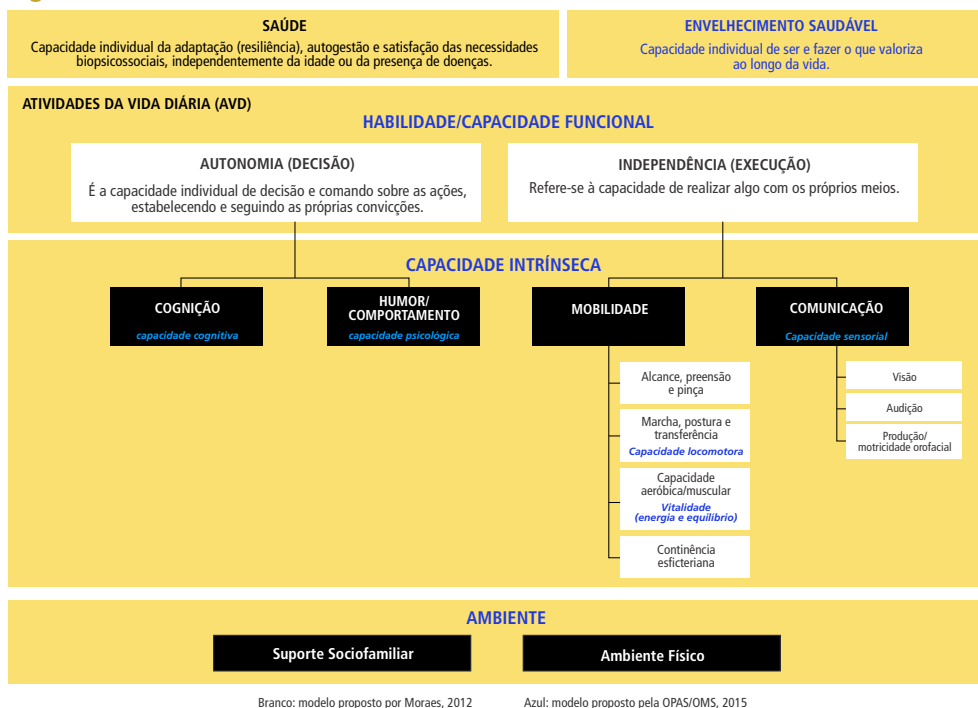 SAÚDE
Capacidade individual da adaptação (resiliência), autogestão e satisfação das necessidades
biopsicossociais, independentemente da idade ou da presença de doenças.
ENVELHECIMENTO SAUDÁVEL
Capacidade individual de ser e fazer o que valoriza
ao longo da vida.
ATIVIDADES DA VIDA DIÁRIA (AVD)
HABILIDADE/CAPACIDADE FUNCIONAL
AUTONOMIA (DECISÃO)
É a capacidade individual de decisão e comando sobre as ações,
estabelecendo e seguindo as próprias convicções.
INDEPENDÊNCIA (EXECUÇÃO)
Refere-se à capacidade de realizar algo com os próprios meios.
CAPACIDADE INTRÍNSECA
COGNIÇÃO
capacidade cognitiva
HUMOR/
COMPORTAMENTO
capacidade psicológica
MOBILIDADE
COMUNICAÇÃO
Capacidade sensorial
Alcance, preensão
e pinça
Marcha, postura e
transferência
Capacidade locomotora
Capacidade
aeróbica/muscular
Vitalidade
(energia e equilíbrio)
Continência
esficteriana
Visão
Audição
Produção/
motricidade orofacial
AMBIENTE
Suporte Sociofamiliar
Ambiente Físico
Branco: modelo proposto por Moraes, 2012
Azul: modelo proposto pela OPAS/OMS, 2015